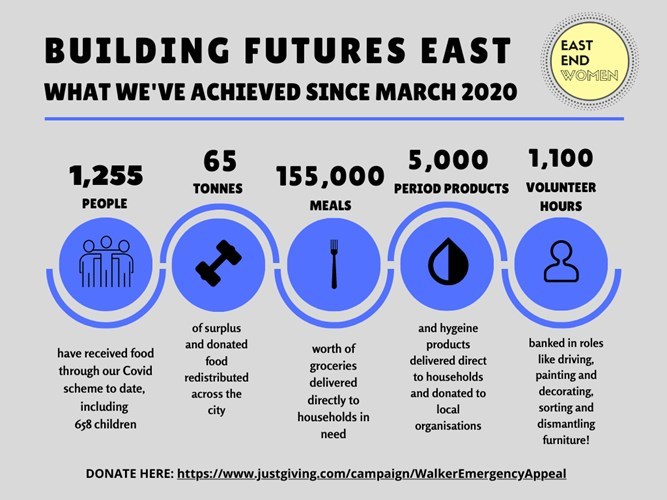 BUILDING FUTURES EAST
EAST
END
WOMEN
WHAT WE'VE ACHIEVED SINCE MARCH 2020
1,255
PEOPLE
have received food
through our Covid
scheme to date,
including
658 children
65
TONNES
of surplus
and donated
food
redistributed
across the
city
155,000
MEALS
worth of
groceries
delivered
directly to
households in
need
5,000
PERIOD PRODUCTS
and hygeine
products
delivered direct
to households
and donated to
local
organisations
1,100
VOLUNTEER
HOURS
banked in roles
like driving,
painting and
decorating,
sorting and
dismantling
furniture!
DONATE HERE: https://www.justgiving.com/campaign/WalkerEmergencyAppeal